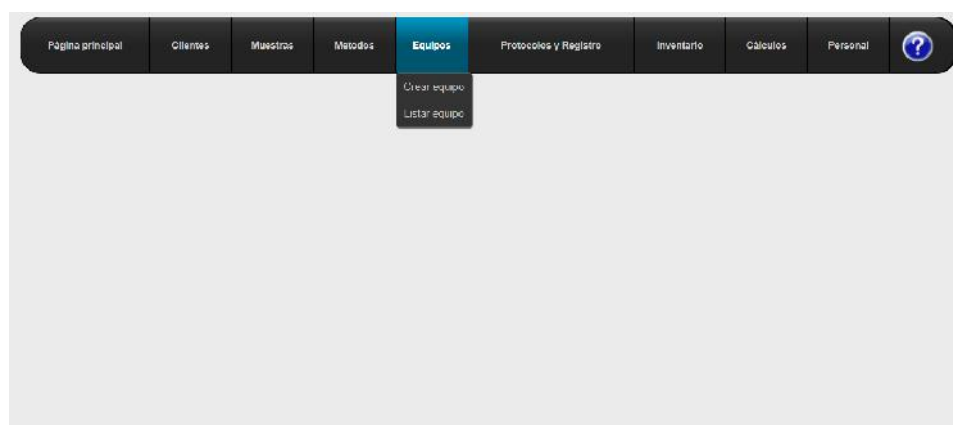 Página principal Clientes Muestras Metodos Equipos Protocolos y Registro Inventario Cálculos Personal ?
Crear equipo
Listar equipo